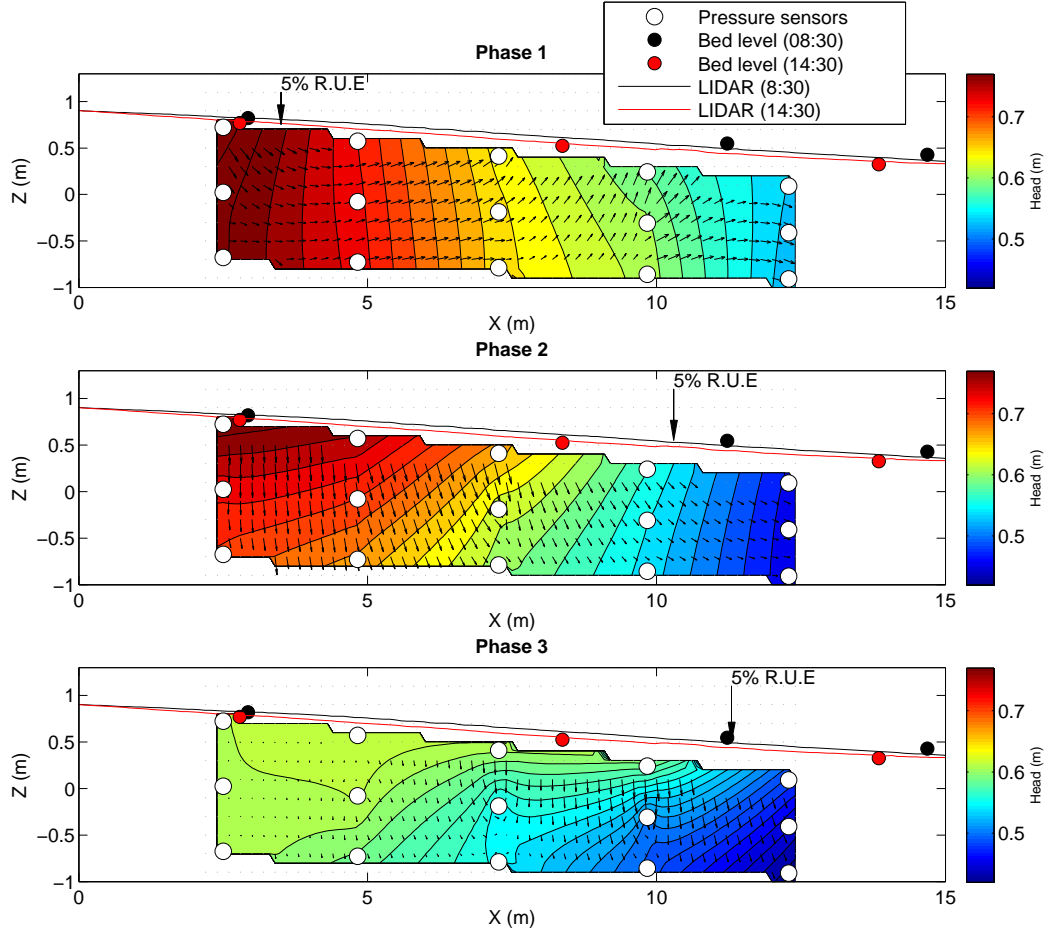 Pressure sensors
Bed level (08:30)
Bed level (14:30)
LIDAR (8:30)
LIDAR (14:30)
Phase 1
5% R.U.E
1
0.5
0
−0.5
−1
Z (m)
0 5 10 15
X (m)
0.7
0.6
0.5
Head (m)
Phase 2
5% R.U.E
1
0.5
0
−0.5
−1
Z (m)
0 5 10 15
X (m)
0.7
0.6
0.5
Head (m)
Phase 3
5% R.U.E
1
0.5
0
−0.5
−1
Z (m)
0 5 10 15
X (m)
0.7
0.6
0.5
Head (m)